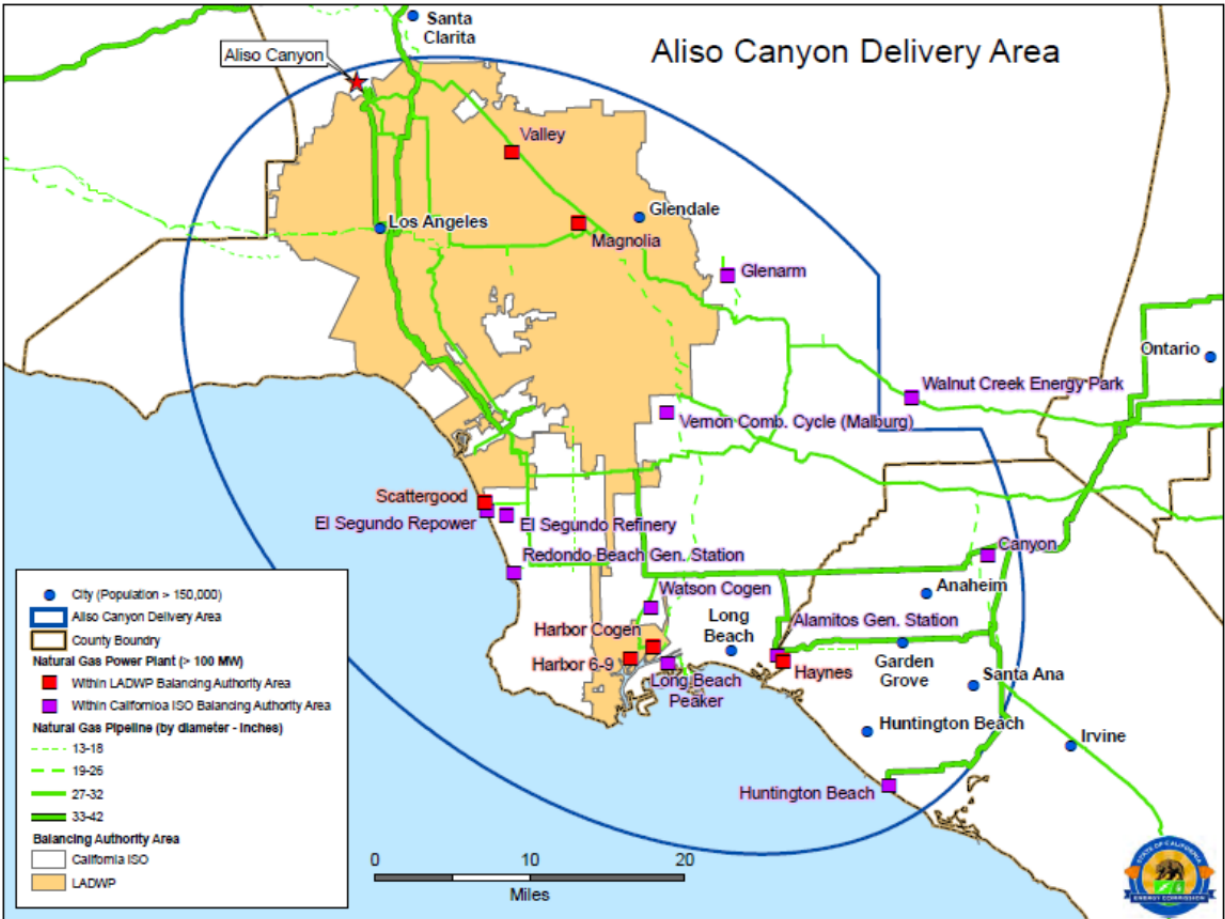 Santa
Clarita
Aliso Canyon Delivery Area
Aliso Canyon
Valley
Glendale
Los Angeles
Magnolia
Glenarm
Ontario
Walnut Creek Energy Park
Vernon Comb. Cycle (Malburg)
Scattergood
El Segundo Repower
El Segundo Refinery
Redondo Beach Gen. Station
Canyon
Watson Cogen
Anaheim
Long
Beach
Alamitos Gen. Station
Harbor Cogen
Harbor 6-9
Haynes
Garden
Grove
Long Beach
Peaker
Santa Ana
Huntington Beach
Irvine
Huntington Beach
City (Population > 150,000)
Aliso Canyon Delivery Area
County Boundry
Natural Gas Power Plant (> 100 MW)
Within LADWP Balancing Authority Area
Within Califonioa ISO Balancing Authority Area
Natural Gas Pipeline (by diameter - Inches)
13-18
19-26
27-32
33-42
Balancing Authority Area
California ISO
LADWP
0 10 20
Miles
STATE OF CALIFORNIA
ENERGY COMMISSION